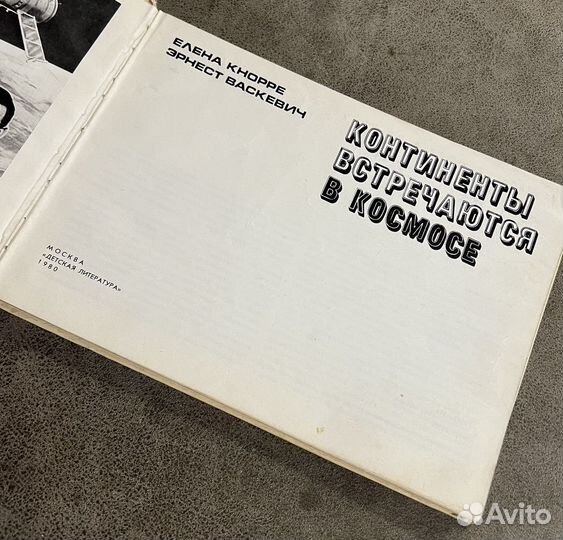 ЕЛЕНА КНОРРЕ
ЭРНЕСТ ВАСКЕВИЧ
КОНТИНЕНТЫ
ВСТРЕЧАЮТСЯ
В КОСМОСЕ
МОСКВА
«ДЕТСКАЯ ЛИТЕРАТУРА»
1980
Avito